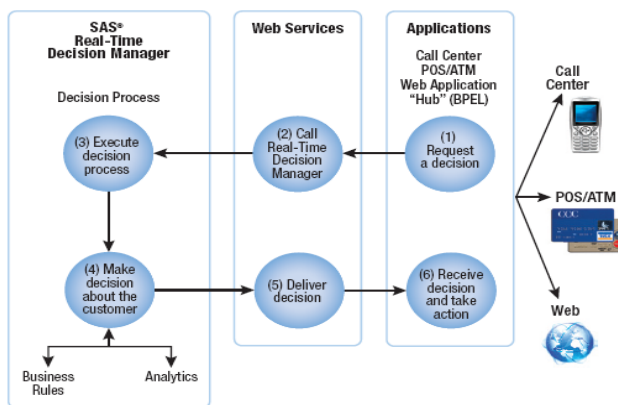 SAS®
Real-Time
Decision Manager
Decision Process
(3) Execute
decision
process
(4) Make
decision
about the
customer
Business
Rules
Analytics
Web Services
(2) Call
Real-Time
Decision
Manager
(5) Deliver
decision
Applications
Call Center
POS/ATM
Web Application
“Hub” (BPEL)
(1)
Request
a decision
(6) Receive
decision
and take
action
Call
Center
POS/ATM
VISA
Web